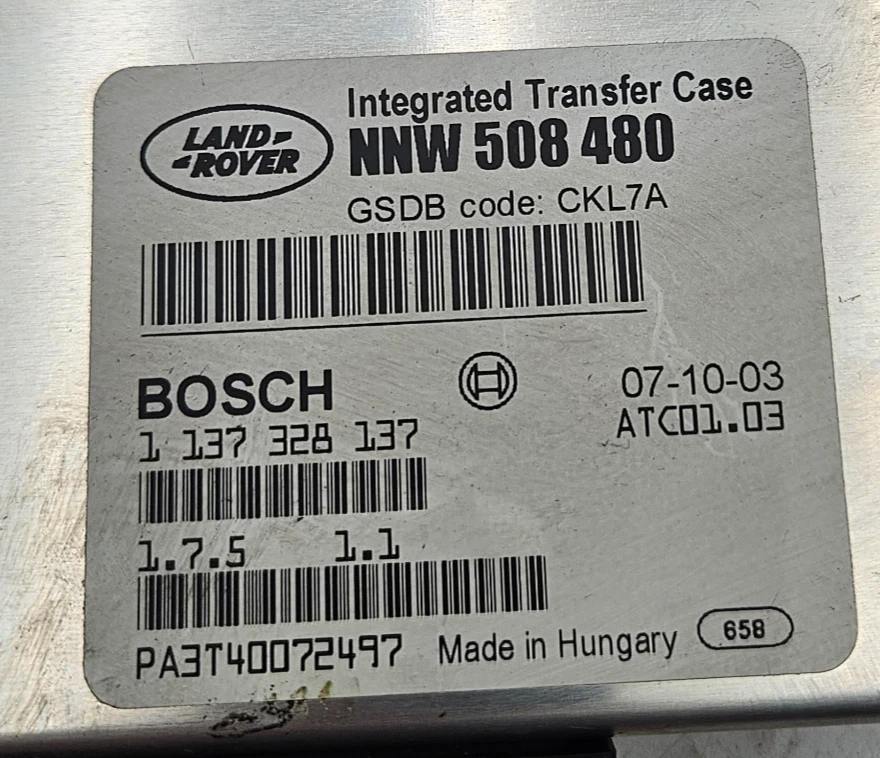 LAND-
-ROVER
Integrated Transfer Case
NNW 508 480
GSDB code: CKL7A
BOSCH
07-10-03
1 137 328 137
ATC01.03
1.7.5 1.1
PA3T40072497
Made in Hungary
658